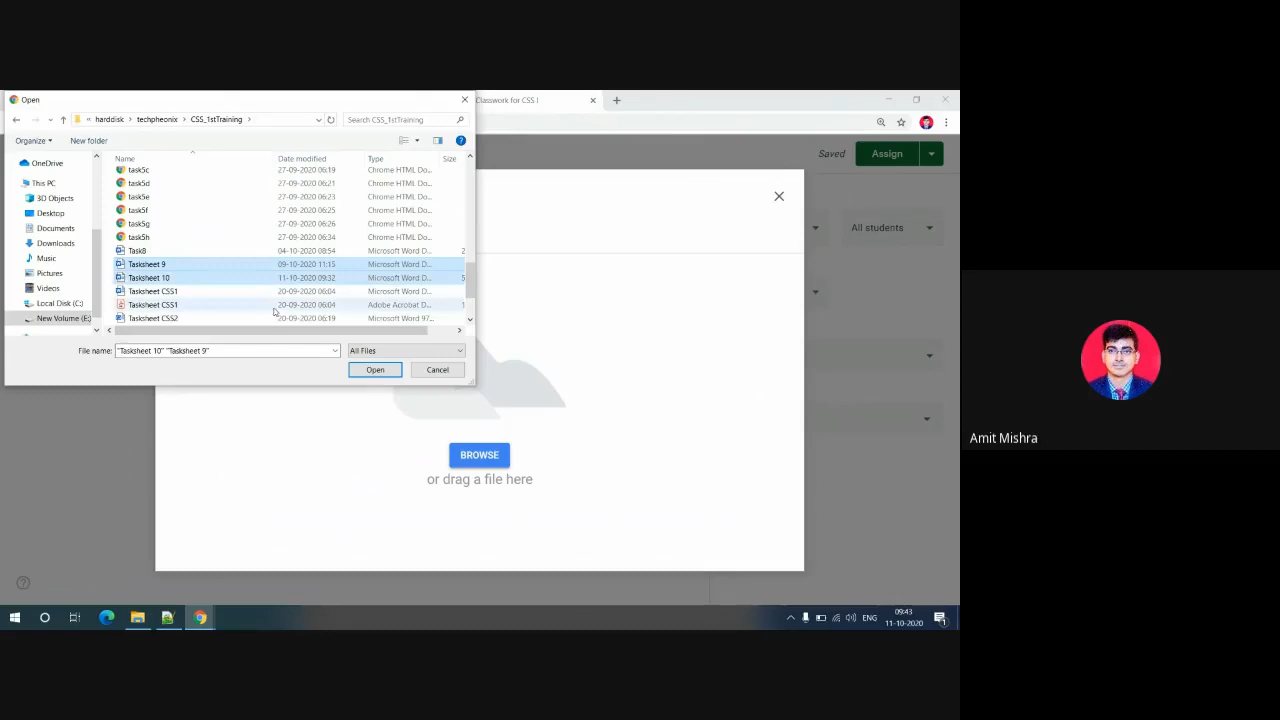 Open
Classwork for CSS I
harddisk > techpheonix > CSS_1stTraining >
Search CSS_1stTraining
Organize
New folder
Saved
Assign
Name Date modified Type Size
OneDrive
This PC
3D Objects
Desktop
Documents
Downloads
Music
Pictures
Videos
Local Disk (C:)
New Volume (E:
task5c 27-09-2020 06:19 Chrome HTML Do...
task5d 27-09-2020 06:21 Chrome HTML Do...
task5e 27-09-2020 06:23 Chrome HTML Do...
task5f 27-09-2020 06:25 Chrome HTML Do...
task5g 27-09-2020 06:26 Chrome HTML Do...
task5h 27-09-2020 06:34 Chrome HTML Do...
Task8 04-10-2020 08:54 Microsoft Word D... 2
Tasksheet 9 09-10-2020 11:15 Microsoft Word D...
Tasksheet 10 11-10-2020 09:32 Microsoft Word D... 5
Tasksheet CSS1 20-09-2020 06:04 Microsoft Word D...
Tasksheet CSS1 20-09-2020 06:04 Adobe Acrobat D... 1
Tasksheet CSS2 20-09-2020 06:19 Microsoft Word 97...
All students
File name: "Tasksheet 10" "Tasksheet 9"
All Files
Open
Cancel
BROWSE
or drag a file here
Amit Mishra
ENG
09:43
11-10-2020
1